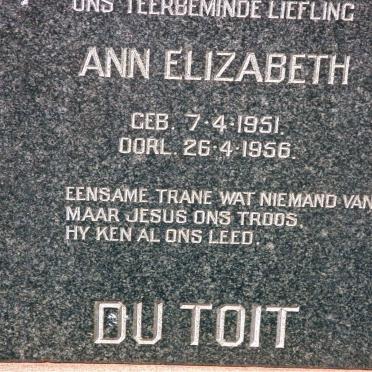 ONS TEERBEMINDE LIEFLING
ANN ELIZABETH
GEB. 7-4-1951.
OORL. 26-4-1956.
EENSAME TRANE WAT NIEMAND VAN
MAAR JESUS ONS TROOS,
HY KEN AL ONS LEED.
DU TOIT